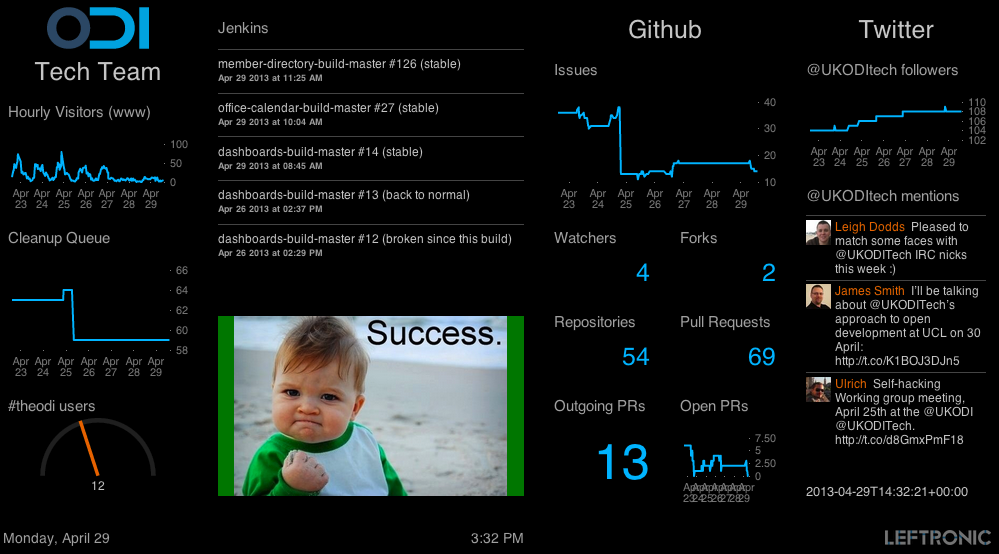 ODI
Tech Team
Hourly Visitors (www)
100
50
0
Apr Apr Apr Apr Apr Apr Apr
23 24 25 26 27 28 29
Cleanup Queue
66
64
62
60
58
Apr Apr Apr Apr Apr Apr Apr
23 24 25 26 27 28 29
#theodi users
12
Monday, April 29
Jenkins
member-directory-build-master #126 (stable)
Apr 29 2013 at 11:25 AM
office-calendar-build-master #27 (stable)
Apr 29 2013 at 10:04 AM
dashboards-build-master #14 (stable)
Apr 29 2013 at 08:45 AM
dashboards-build-master #13 (back to normal)
Apr 26 2013 at 02:37 PM
dashboards-build-master #12 (broken since this build)
Apr 26 2013 at 02:29 PM
Success.
3:32 PM
Github
Issues
40
30
20
10
Apr Apr Apr Apr Apr Apr Apr
23 24 25 26 27 28 29
Watchers Forks
4 2
Repositories Pull Requests
54 69
Outgoing PRs Open PRs
13
7.50
5
2.50
0
Apr Apr Apr Apr Apr Apr Apr
23 24 25 26 27 28 29
Twitter
@UKODItech followers
110
108
106
104
102
Apr Apr Apr Apr Apr Apr Apr
23 24 25 26 27 28 29
@UKODItech mentions
Leigh Dodds Pleased to
match some faces with
@UKODITech IRC nicks
this week :)
James Smith I'll be talking
about @UKODITech's
approach to open
development at UCL on 30
April:
http://t.co/K1BOJ3DJn5
Ulrich Self-hacking
Working group meeting,
April 25th at the @UKODI
@UKODITech.
http://t.co/d8GmxPmF18
2013-04-29T14:32:21+00:00
LEFTRONIC